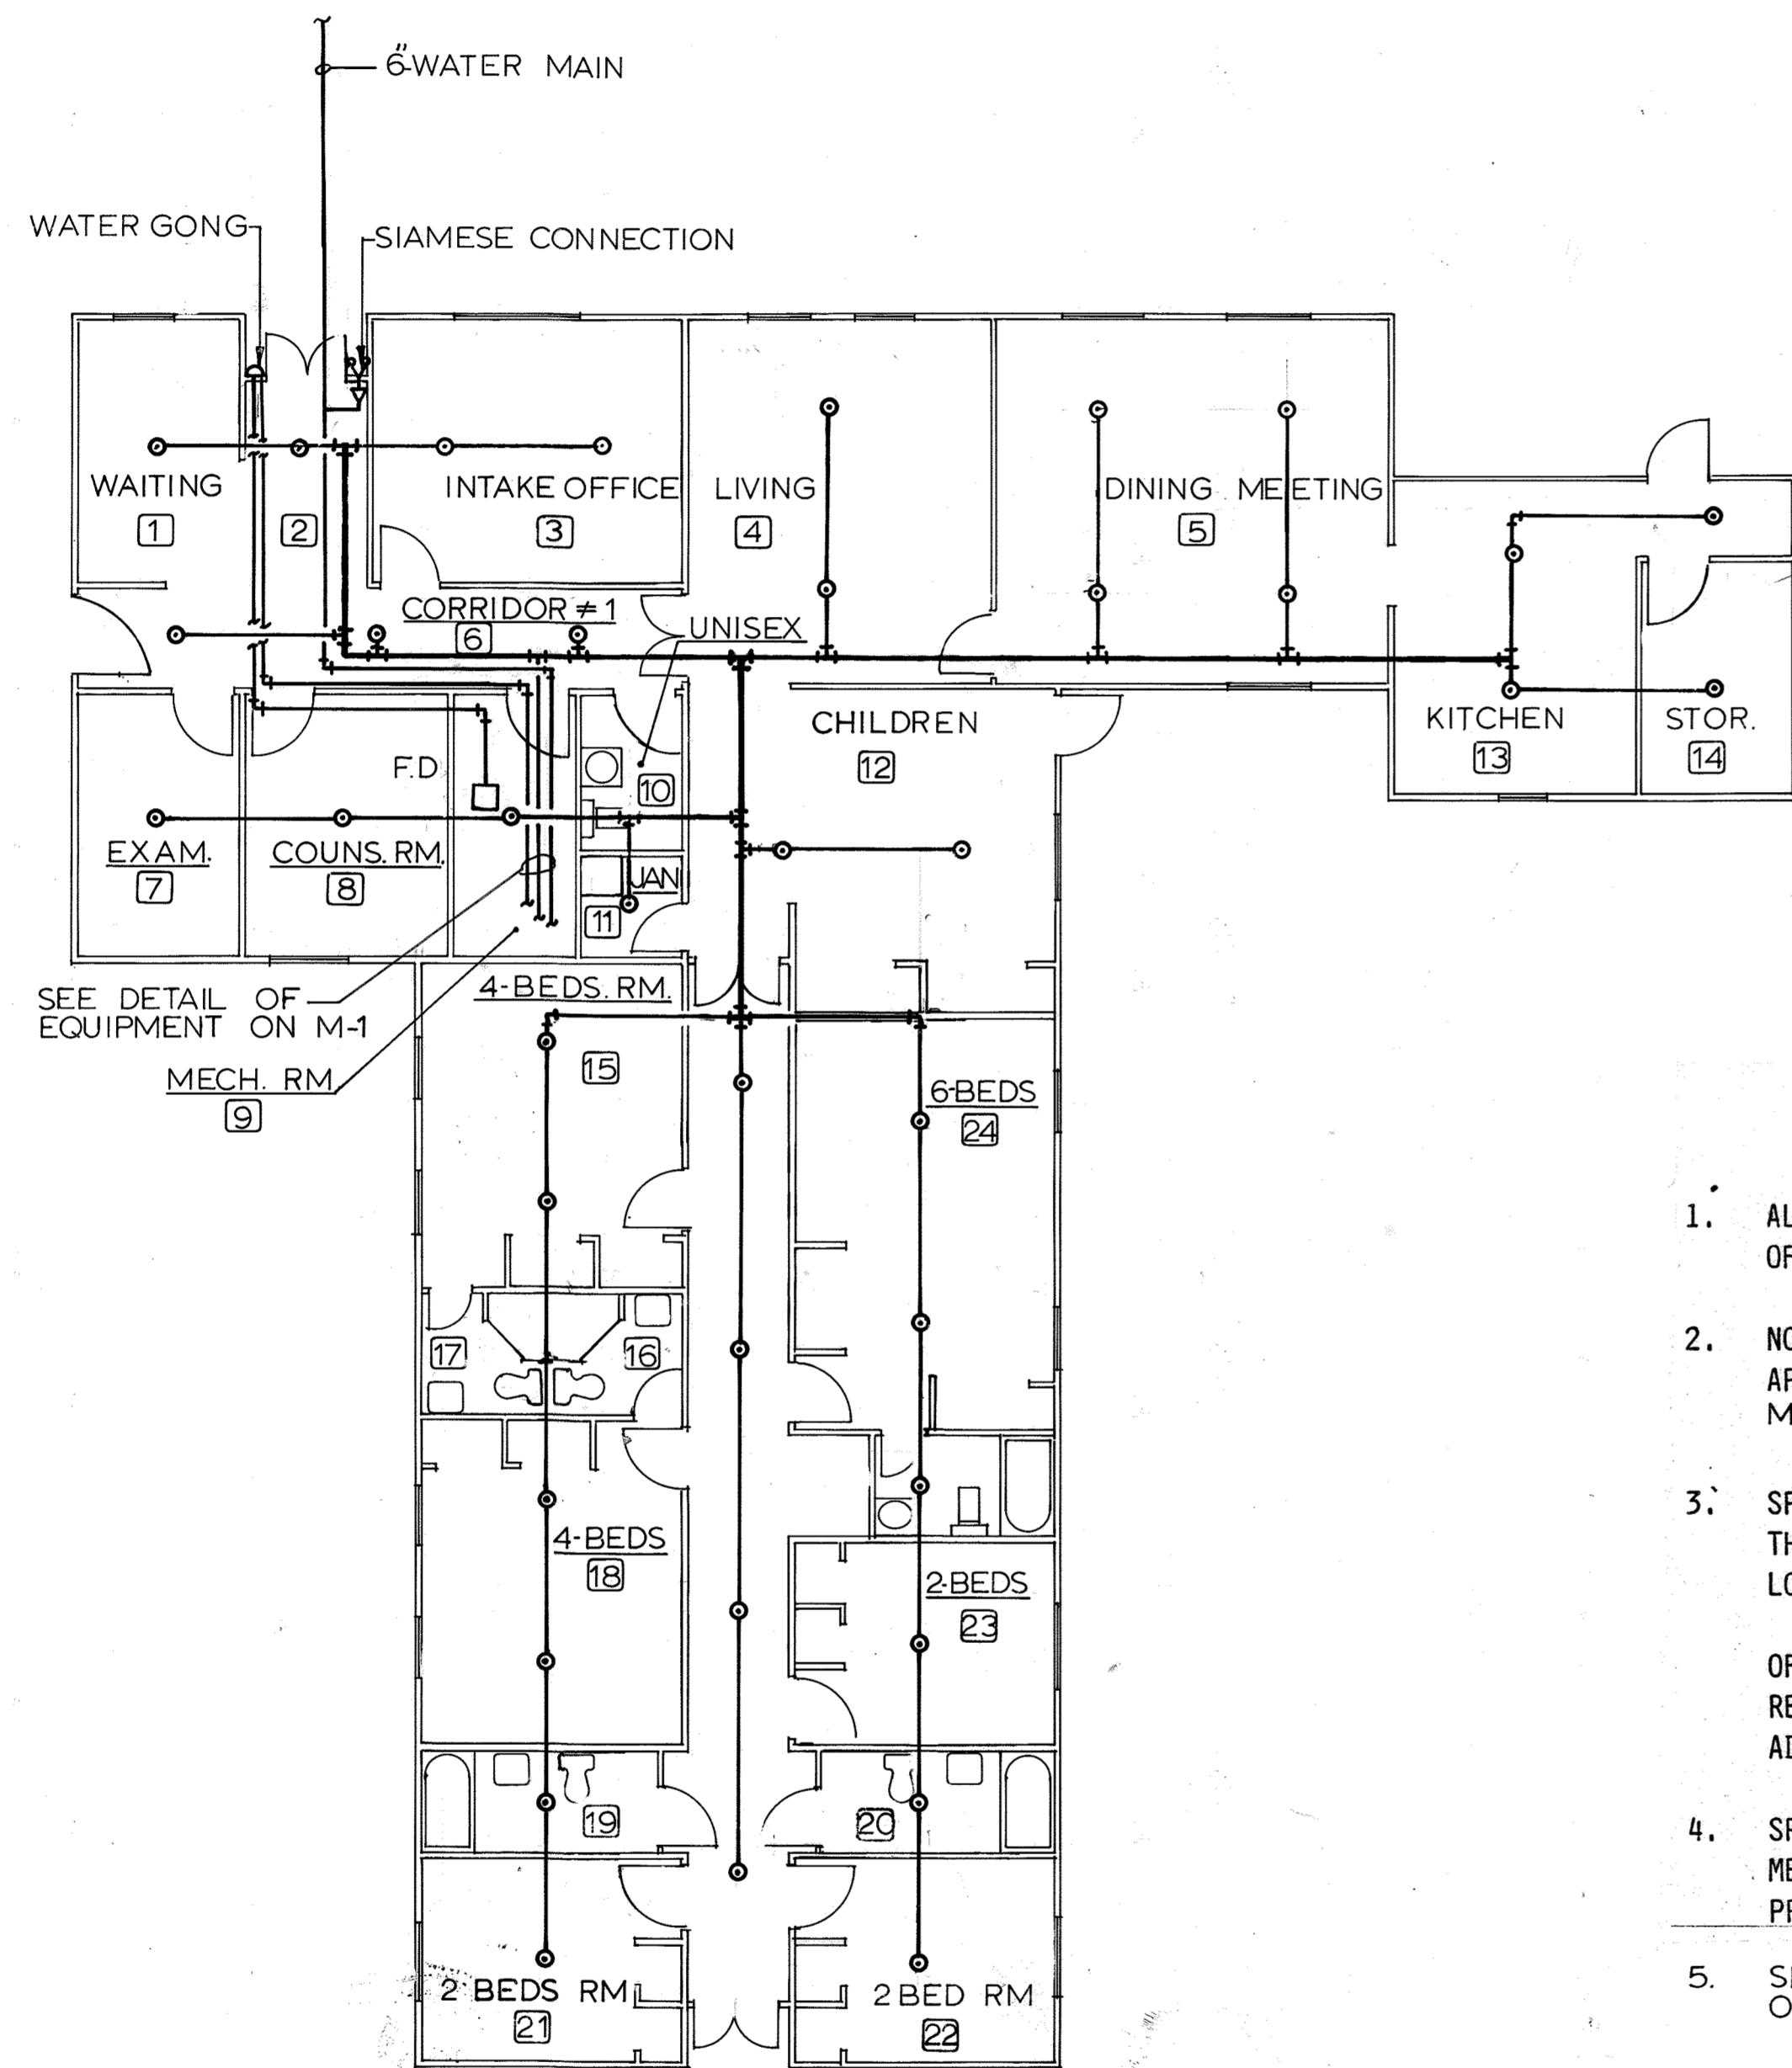 6"-WATER MAIN
WATER GONG
SIAMESE CONNECTION
WAITING
1
2
INTAKE OFFICE
3
LIVING
4
DINING MEETING
5
CORRIDOR #1
6
UNISEX
CHILDREN
12
KITCHEN
13
STOR.
14
F.D
10
EXAM.
7
COUNS. RM.
8
JAN
11
SEE DETAIL OF
EQUIPMENT ON M-1
MECH. RM.
9
4-BEDS. RM.
15
6-BEDS
24
17
16
4-BEDS
18
2-BEDS
23
19
20
2 BEDS RM
21
2 BED RM
22
1.
2.
3.
4.
5.